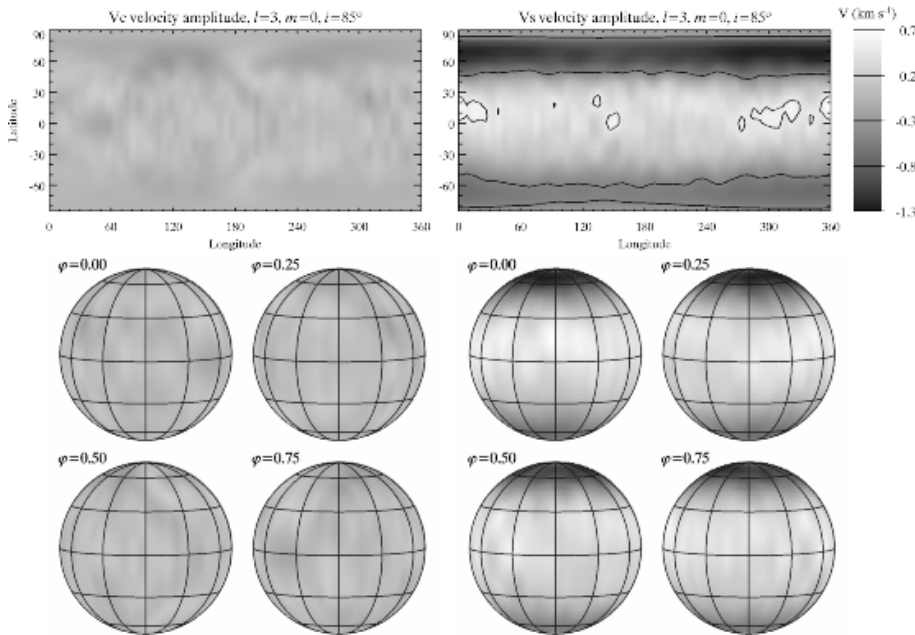 Vc velocity amplitude, l=3, m=0, i=85°
Vs velocity amplitude, l=3, m=0, i=85°
V (km s⁻¹)
Latitude
90
60
30
0
-30
-60
0 60 120 180 240 300 360
Longitude
90
60
30
0
-30
-60
0 60 120 180 240 300 360
Longitude
0.7
0.2
-0.3
-0.8
-1.3
φ=0.00 φ=0.25 φ=0.00 φ=0.25
φ=0.50 φ=0.75 φ=0.50 φ=0.75